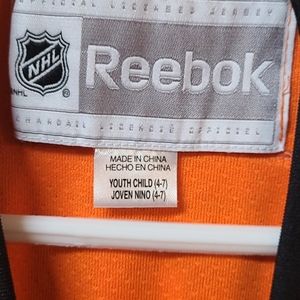 OFFICIAL LICENSED JERSEY
NHL
NHL ®
Reebok
CHANDAIL LICENCIÉ OFFICIEL
MADE IN CHINA
HECHO EN CHINA
YOUTH CHILD (4-7)
JOVEN NINO (4-7)